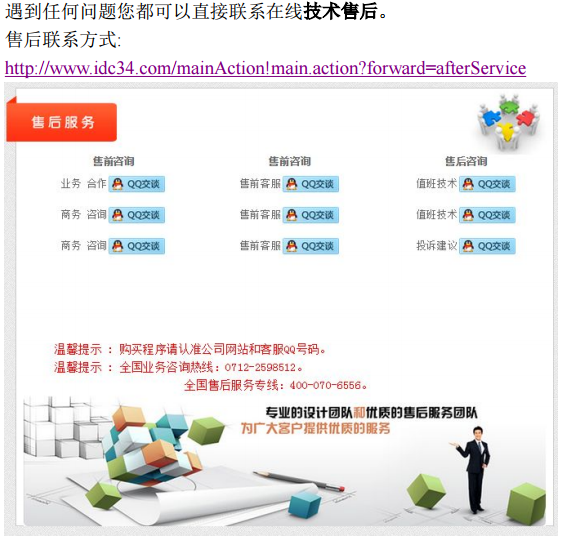 遇到任何问题您都可以直接联系在线技术售后。
售后联系方式:
http://www.idc34.com/mainAction!main.action?forward=afterService
售后服务
售前咨询 售前咨询 售后咨询
业务 合作 QQ交谈 售前客服 QQ交谈 值班技术 QQ交谈
商务 咨询 QQ交谈 售前客服 QQ交谈 值班技术 QQ交谈
商务 咨询 QQ交谈 售前客服 QQ交谈 投诉建议 QQ交谈
温馨提示 : 购买程序请认准公司网站和客服QQ号码。
温馨提示 : 全国业务咨询热线: 0712-2598512。
全国售后服务专线: 400-070-6556。
专业的设计团队和优质的售后服务团队
为广大客户提供优质的服务